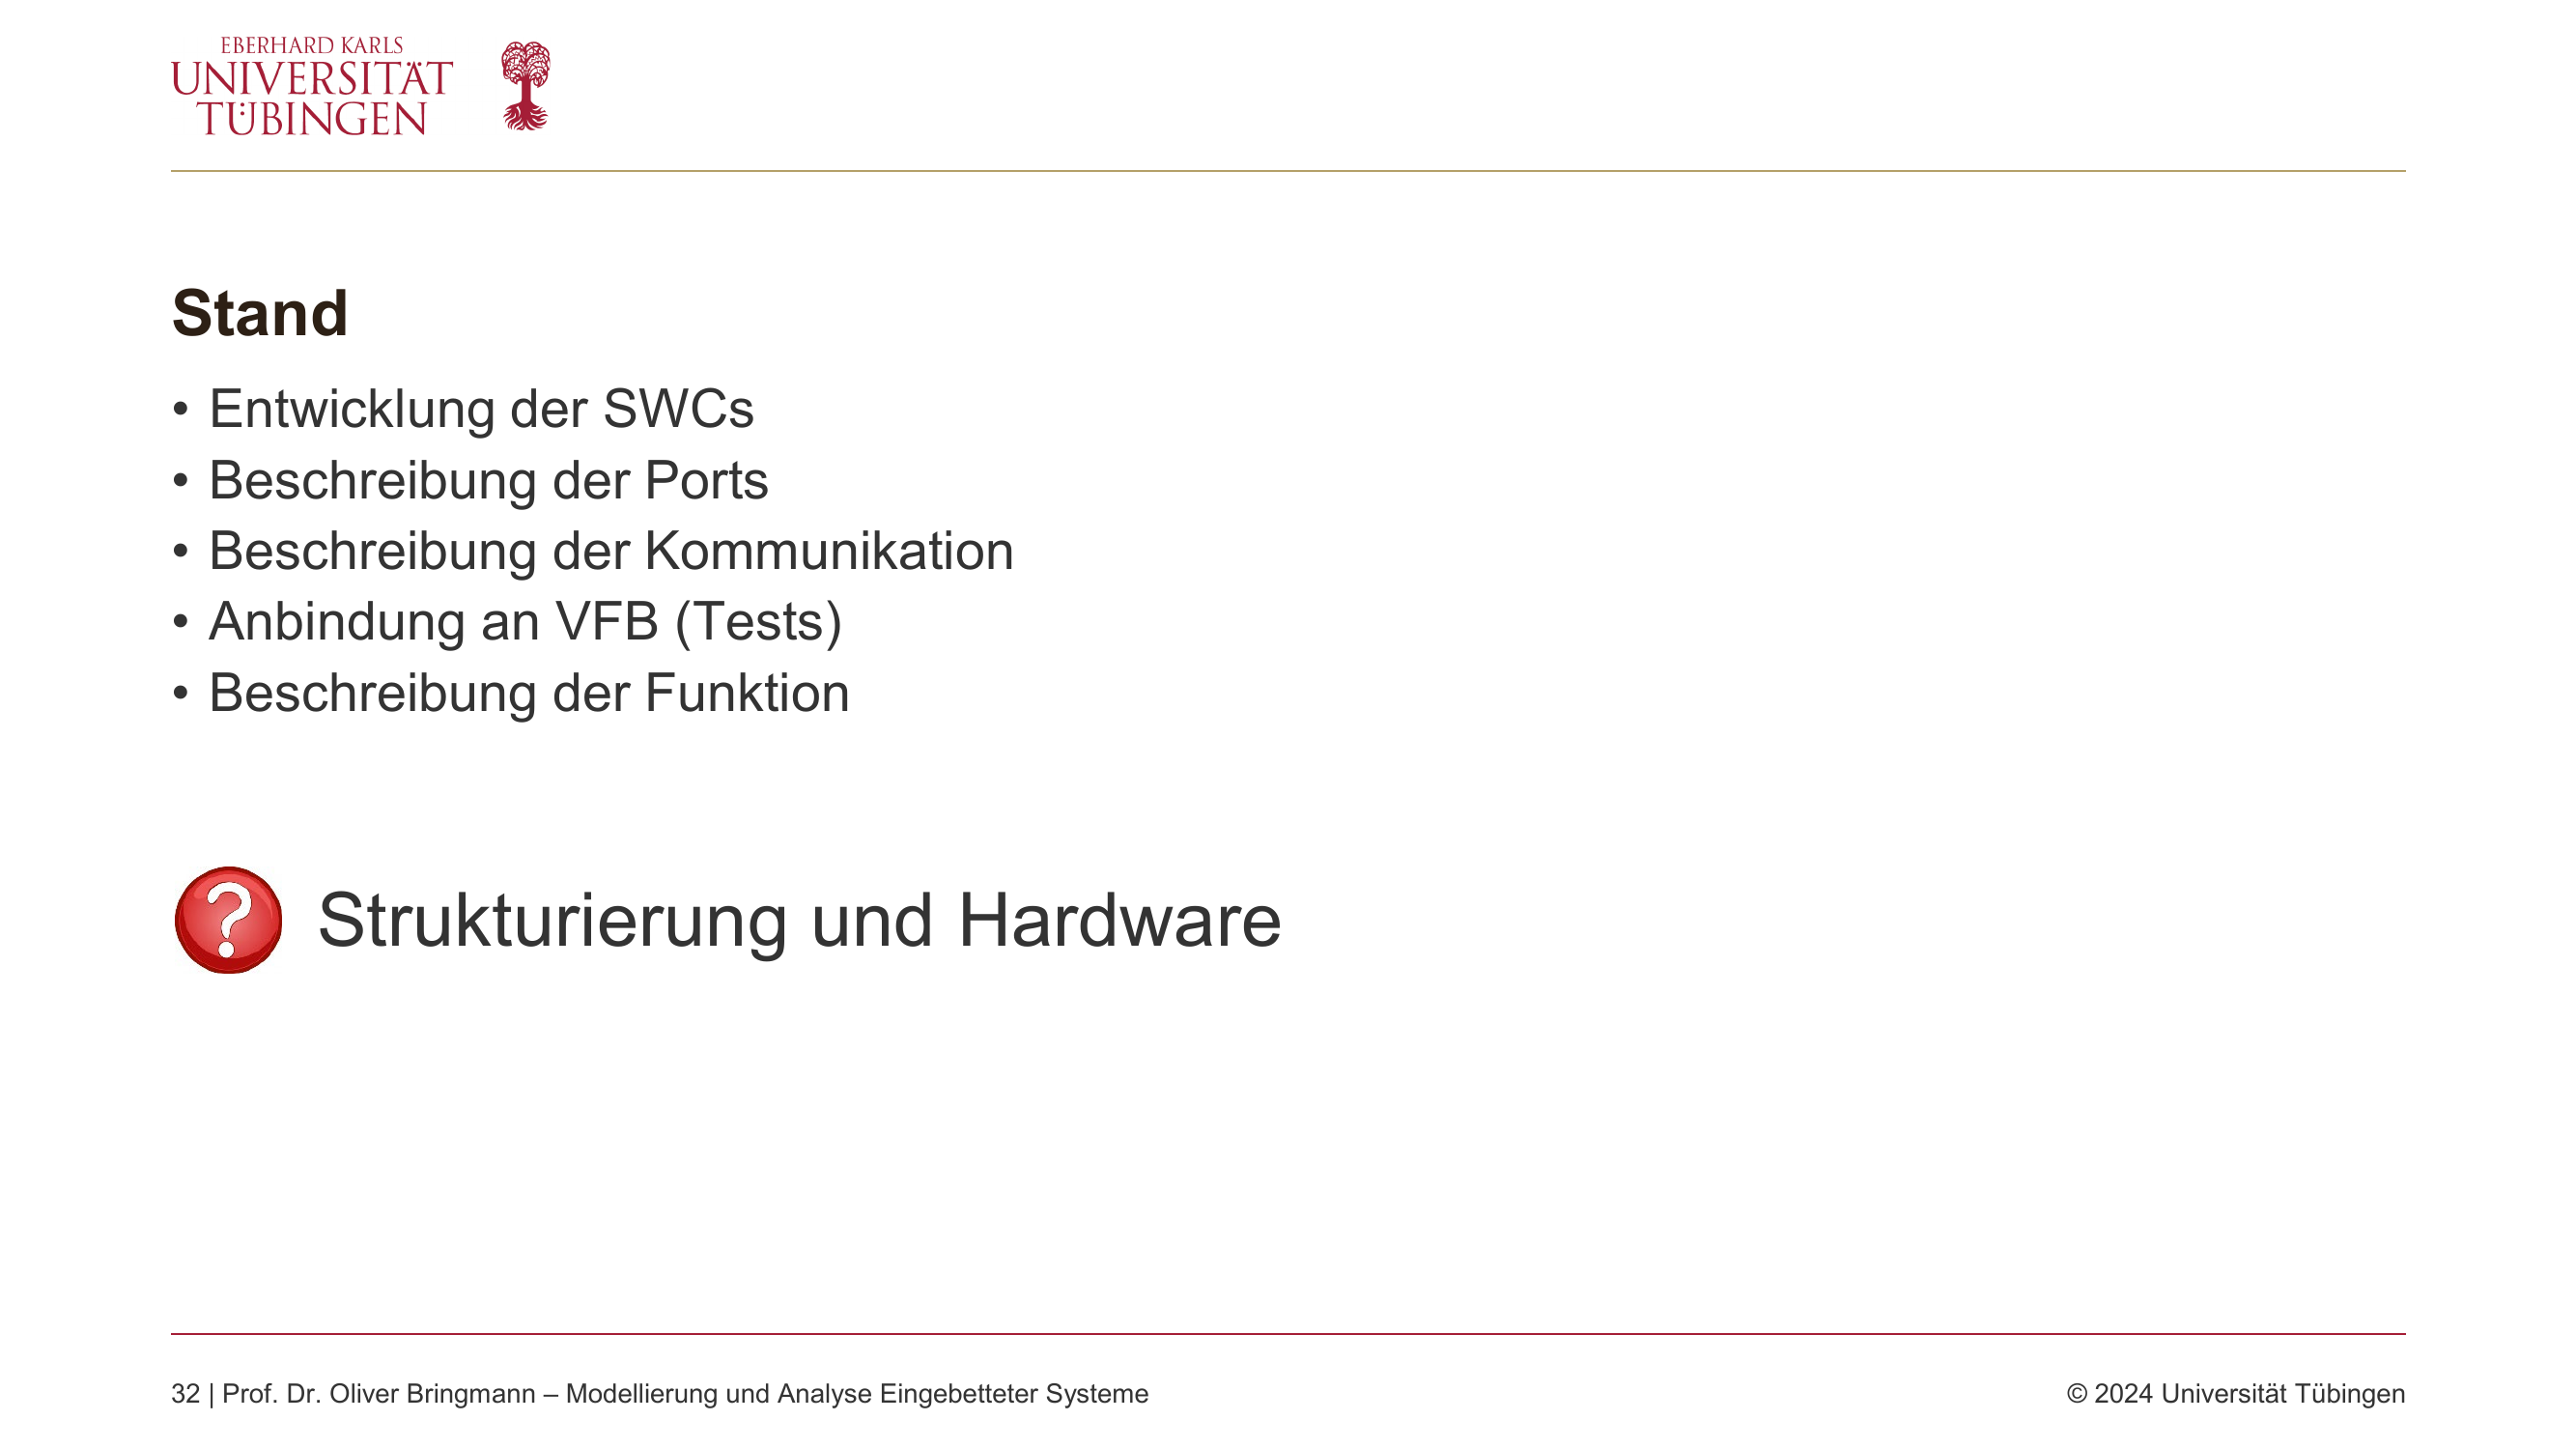 EBERHARD KARLS
UNIVERSITÄT
TÜBINGEN
Stand
• Entwicklung der SWCs
• Beschreibung der Ports
• Beschreibung der Kommunikation
• Anbindung an VFB (Tests)
• Beschreibung der Funktion
? Strukturierung und Hardware
32 | Prof. Dr. Oliver Bringmann – Modellierung und Analyse Eingebetteter Systeme
© 2024 Universität Tübingen